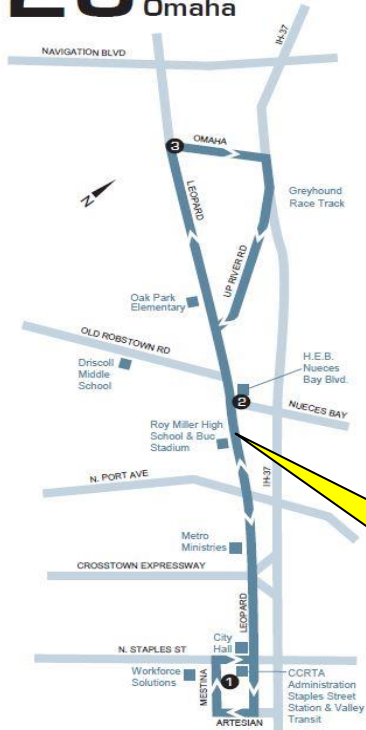 Omaha
NAVIGATION BLVD
IH-37
3
OMAHA
N
LEOPARD
Greyhound
Race Track
UP RIVER RD
Oak Park
Elementary
OLD ROBSTOWN RD
Driscoll
Middle
School
H.E.B.
Nueces
Bay Blvd.
2
NUECES BAY
Roy Miller High
School & Buc
Stadium
IH-37
N. PORT AVE
Metro
Ministries
CROSSTOWN EXPRESSWAY
LEOPARD
City
Hall
N. STAPLES ST
Workforce
Solutions
MESTINA
1
CCRTA
Administration
Staples Street
Station & Valley
Transit
ARTESIAN